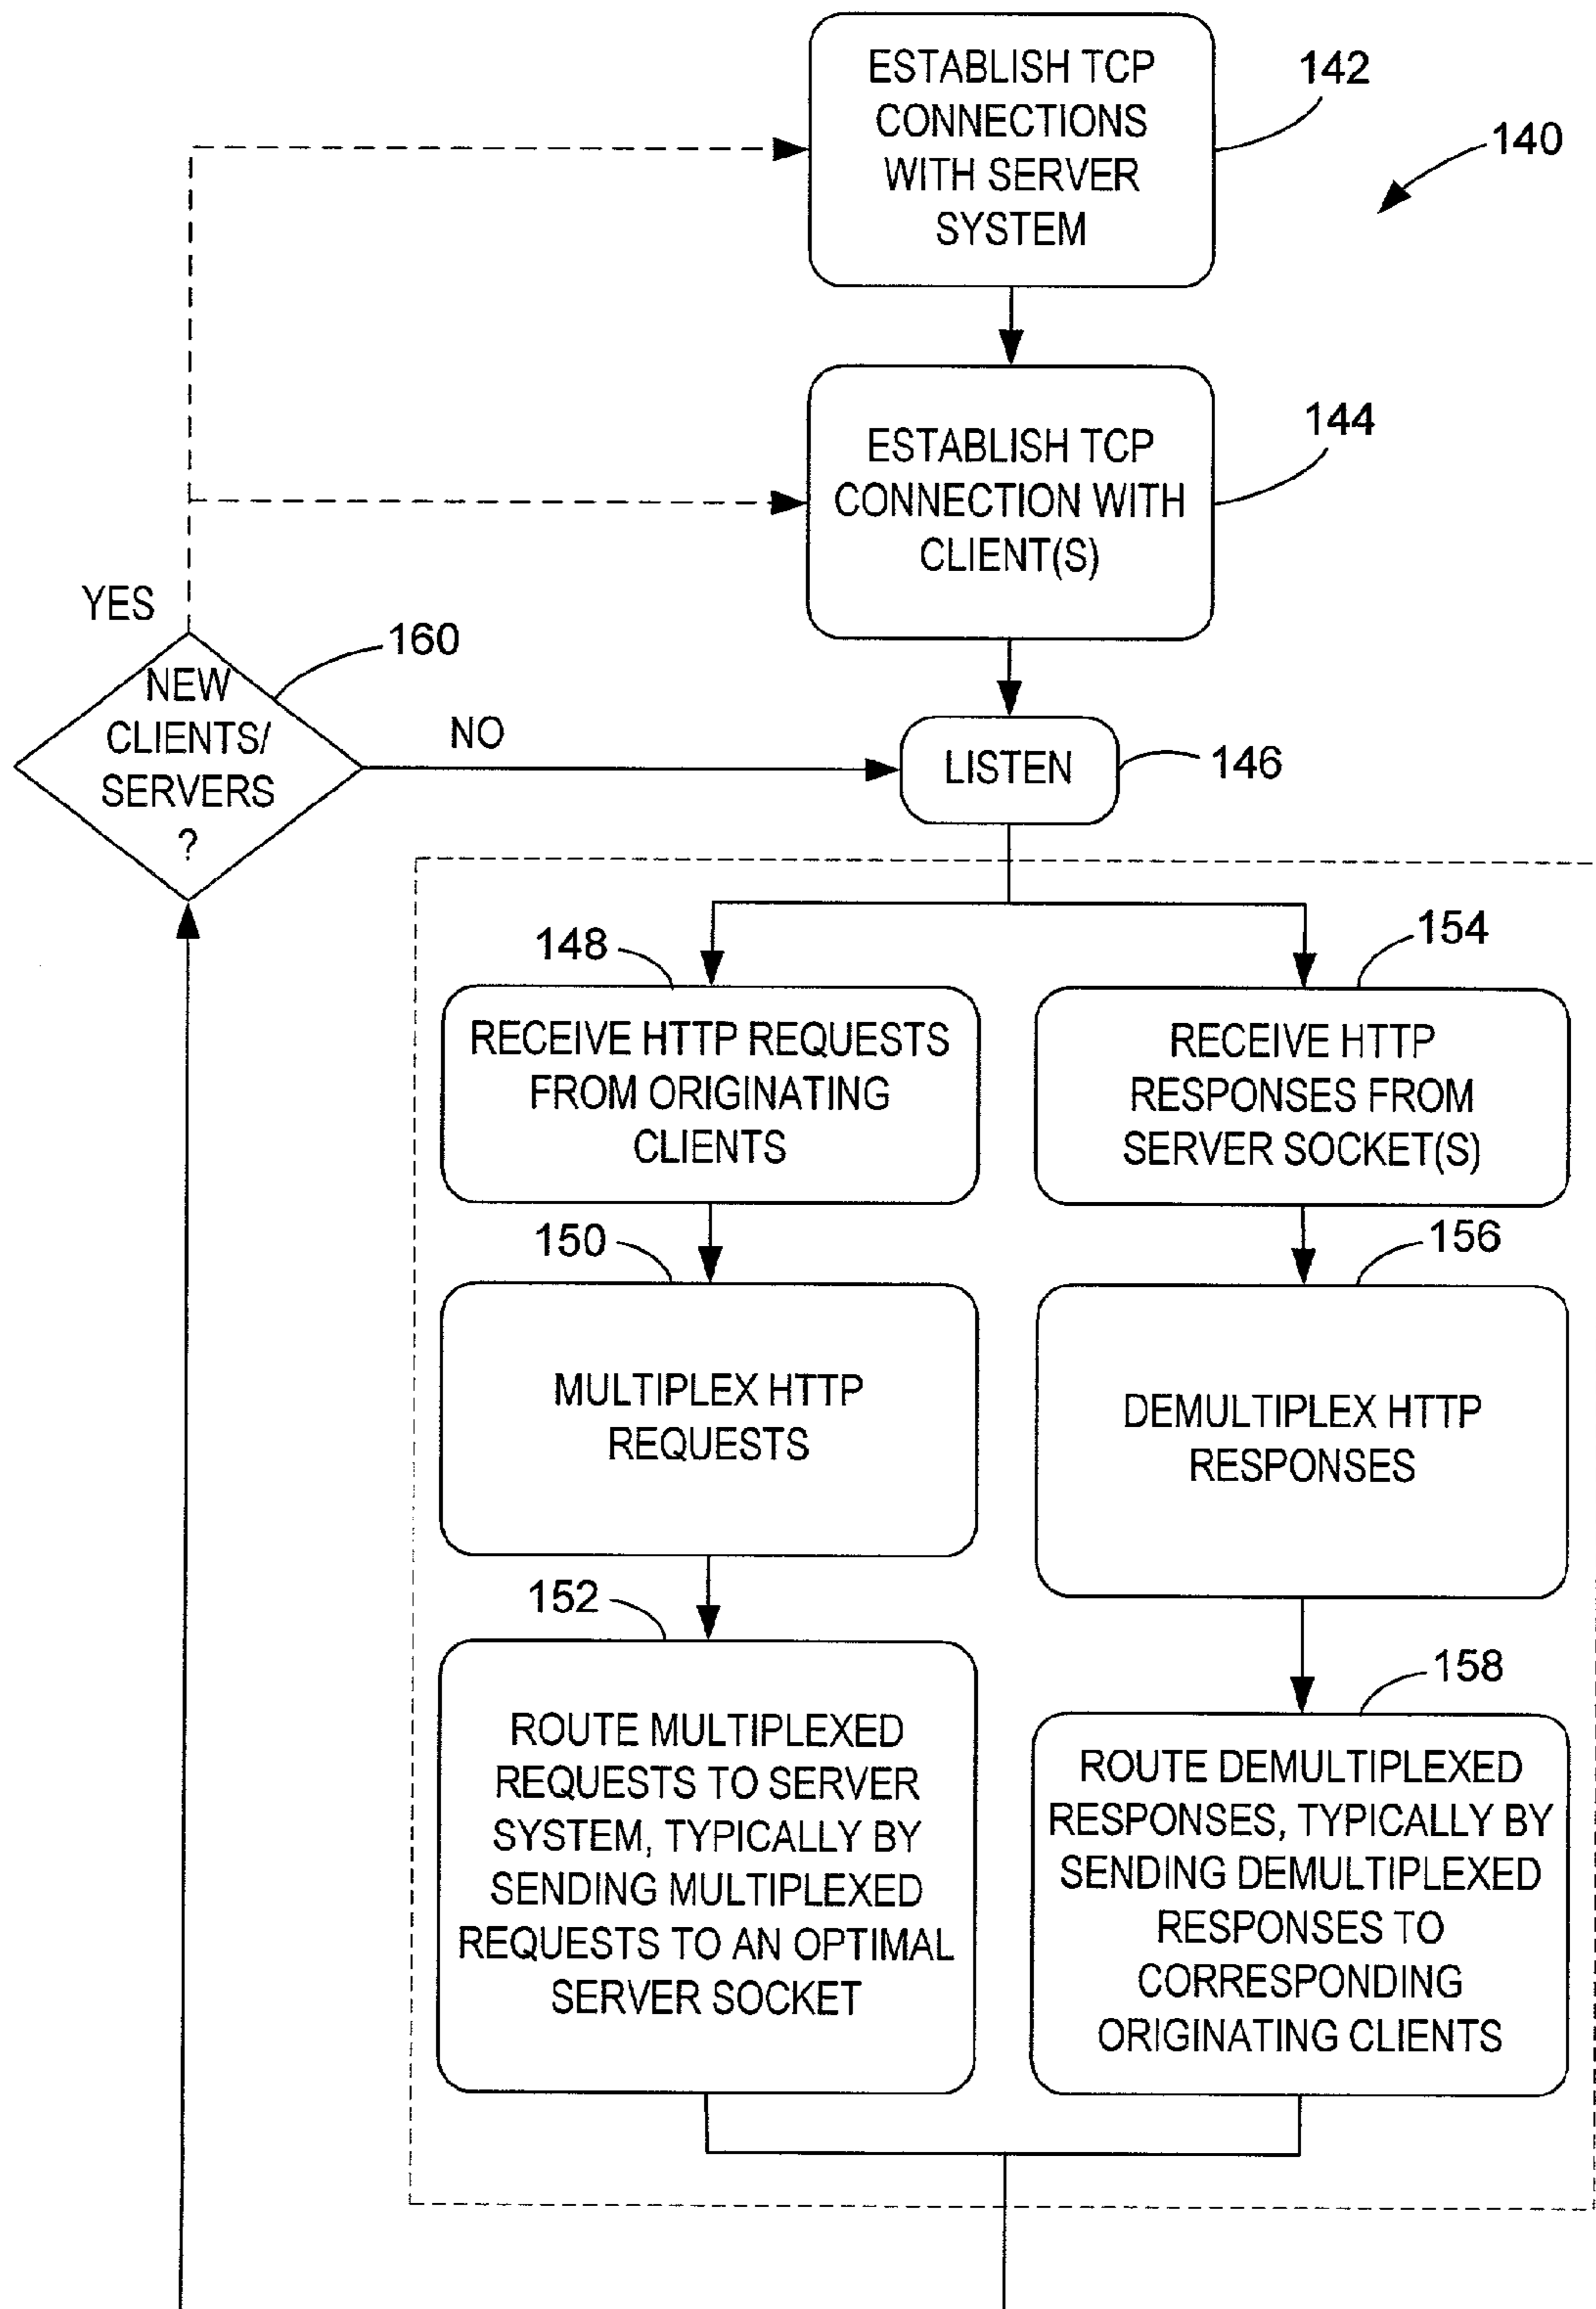 ESTABLISH TCP
CONNECTIONS
WITH SERVER
SYSTEM
142
140
ESTABLISH TCP
CONNECTION WITH
CLIENT(S)
144
YES
160
NEW
CLIENTS/
SERVERS
?
NO
LISTEN
146
148
154
RECEIVE HTTP REQUESTS
FROM ORIGINATING
CLIENTS
RECEIVE HTTP
RESPONSES FROM
SERVER SOCKET(S)
150
156
MULTIPLEX HTTP
REQUESTS
DEMULTIPLEX HTTP
RESPONSES
152
158
ROUTE MULTIPLEXED
REQUESTS TO SERVER
SYSTEM, TYPICALLY BY
SENDING MULTIPLEXED
REQUESTS TO AN OPTIMAL
SERVER SOCKET
ROUTE DEMULTIPLEXED
RESPONSES, TYPICALLY BY
SENDING DEMULTIPLEXED
RESPONSES TO
CORRESPONDING
ORIGINATING CLIENTS